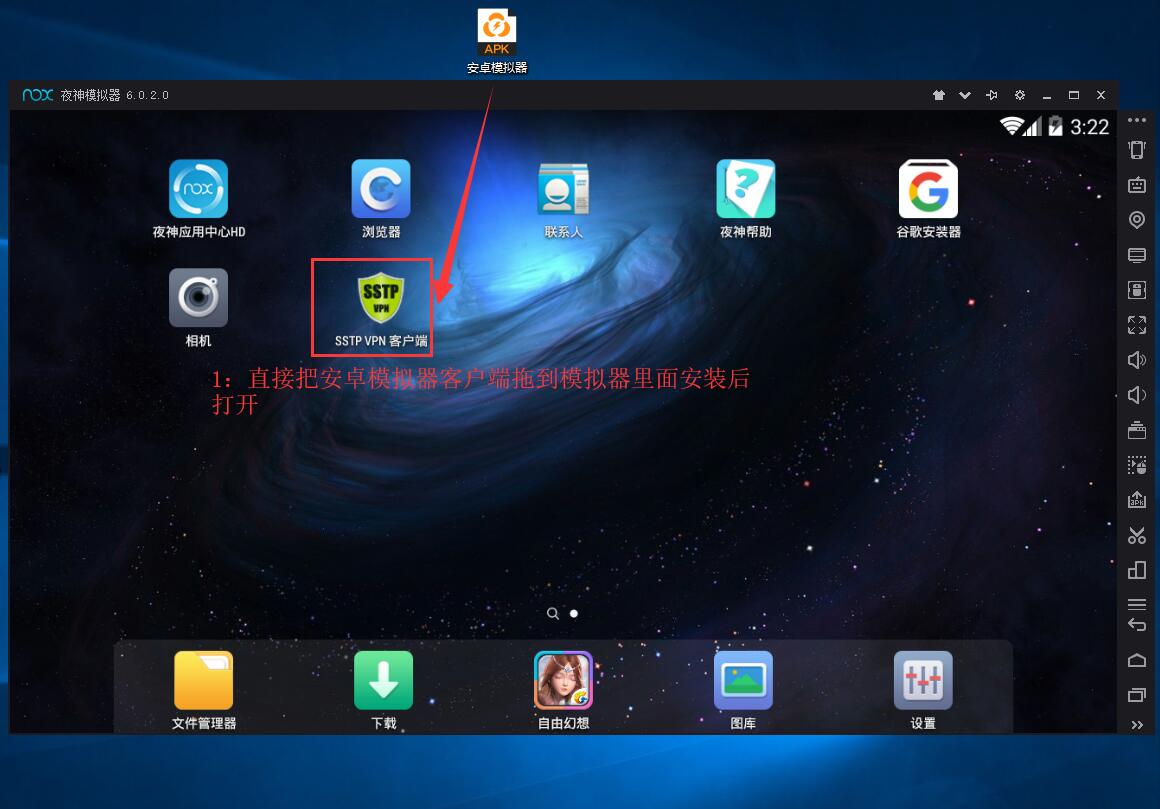 APK
安卓模拟器
nox 夜神模拟器 6.0.2.0
3:22
nox
夜神应用中心HD
浏览器
联系人
夜神帮助
谷歌安装器
相机
SSTP
VPN
SSTP VPN 客户端
1：直接把安卓模拟器客户端拖到模拟器里面安装后
打开
文件管理器
下载
自由幻想
图库
设置